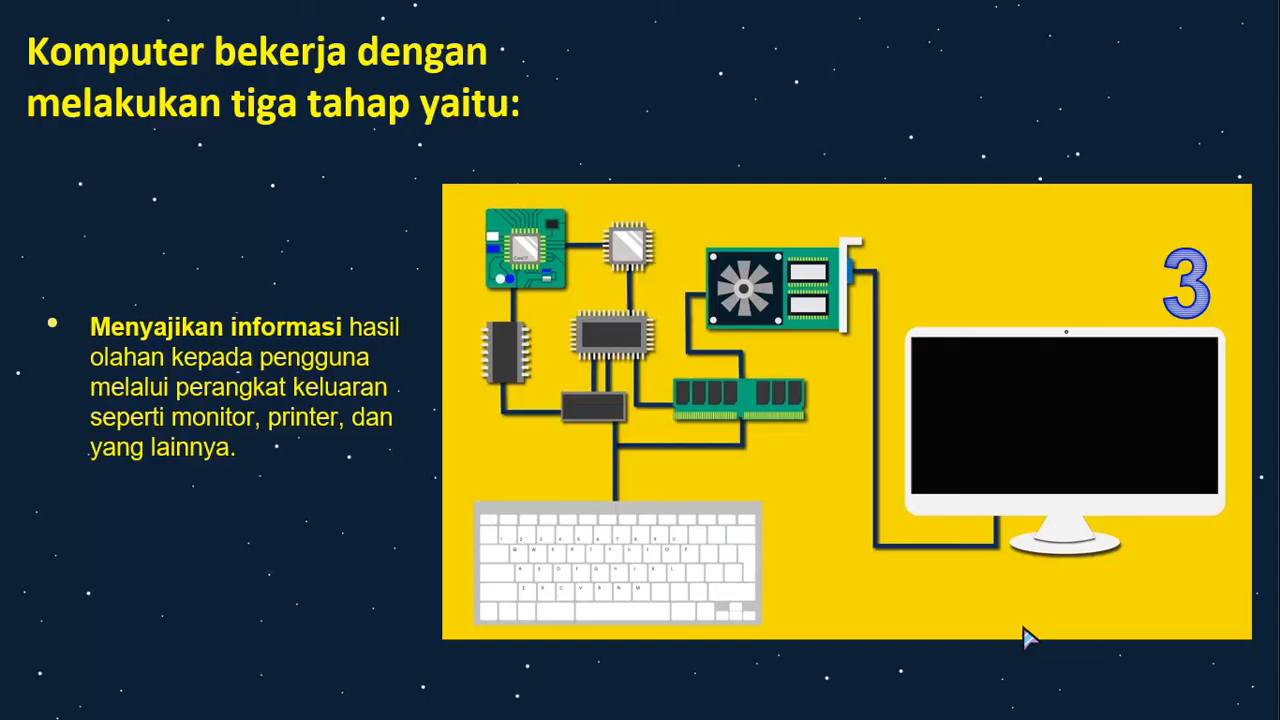 Komputer bekerja dengan
melakukan tiga tahap yaitu:
• Menyajikan informasi hasil
olahan kepada pengguna
melalui perangkat keluaran
seperti monitor, printer, dan
yang lainnya.
3